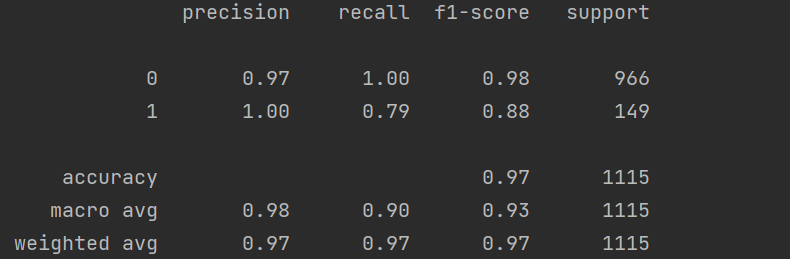 precision recall f1-score support
0 0.97 1.00 0.98 966
1 1.00 0.79 0.88 149
accuracy 0.97 1115
macro avg 0.98 0.90 0.93 1115
weighted avg 0.97 0.97 0.97 1115